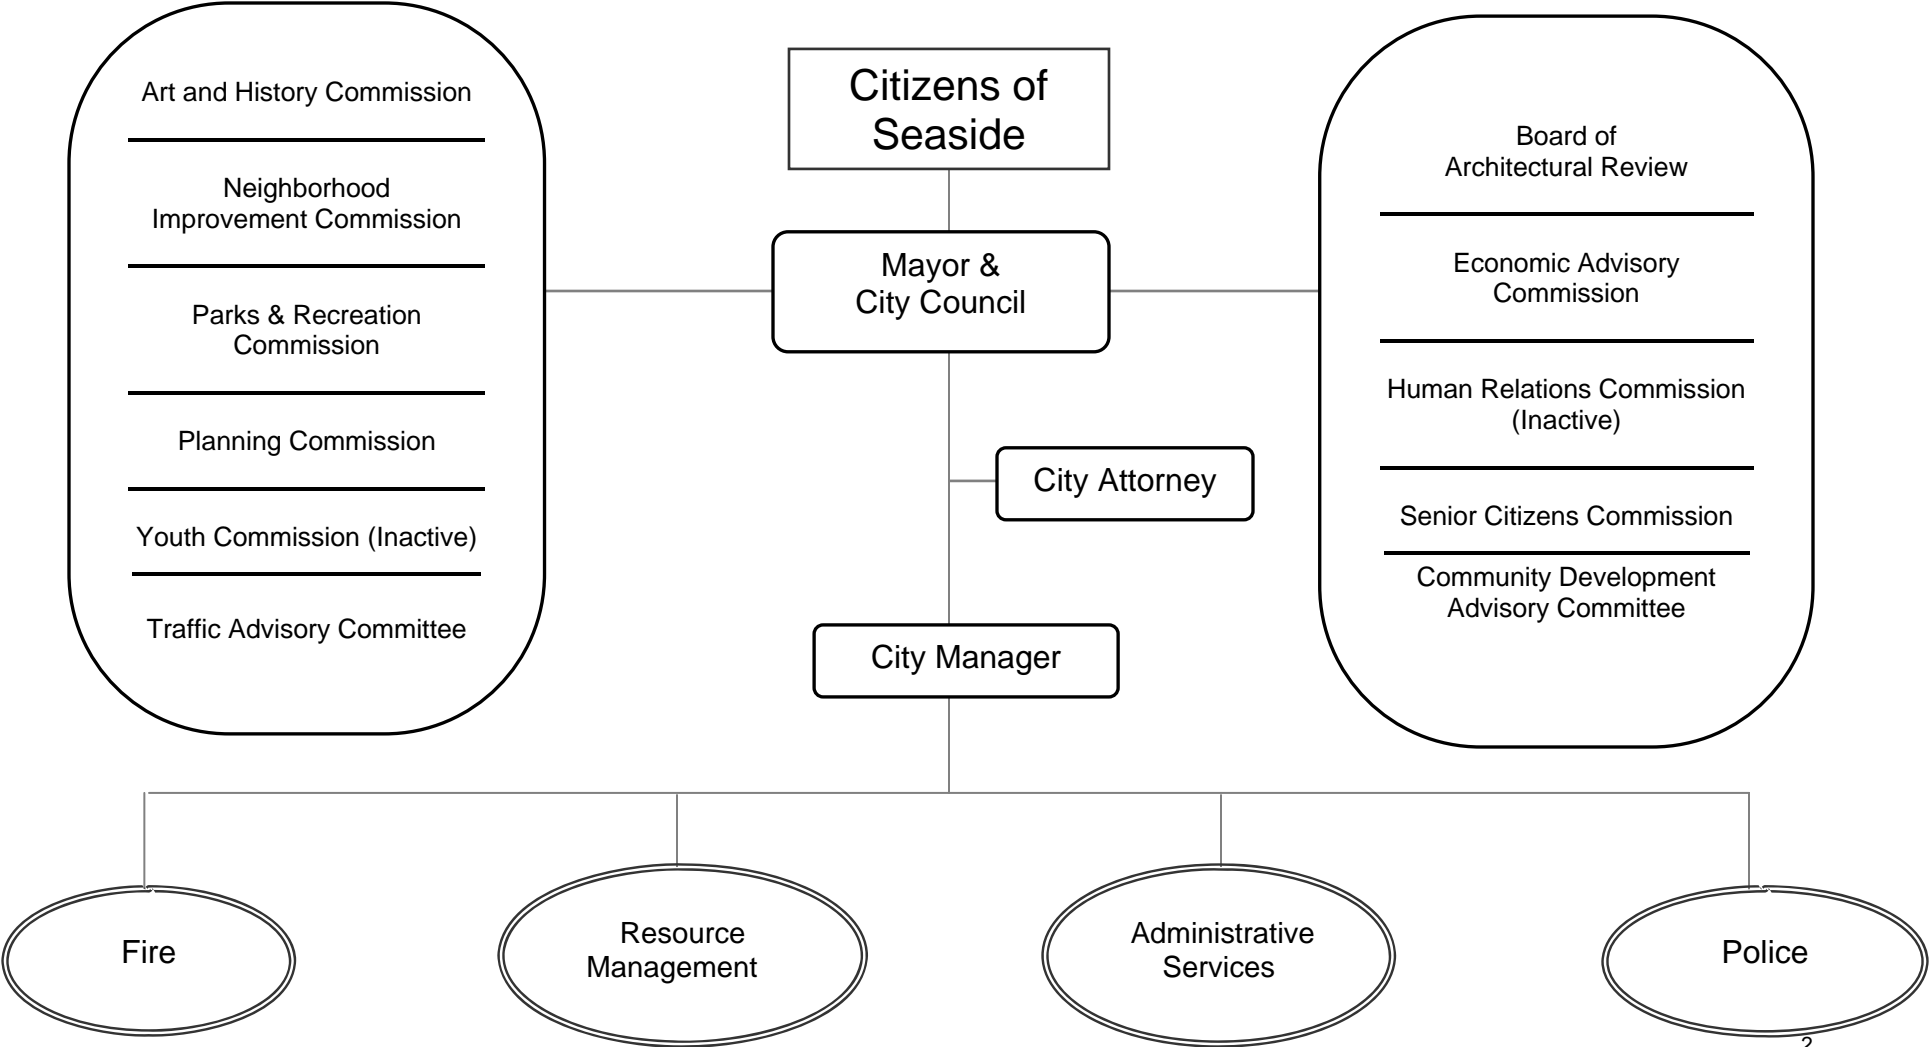 Art and History Commission
Neighborhood
Improvement Commission
Parks & Recreation
Commission
Planning Commission
Youth Commission (Inactive)
Traffic Advisory Committee
Citizens of
Seaside
Mayor &
City Council
City Attorney
City Manager
Board of
Architectural Review
Economic Advisory
Commission
Human Relations Commission
(Inactive)
Senior Citizens Commission
Community Development
Advisory Committee
Fire
Resource
Management
Administrative
Services
Police
2